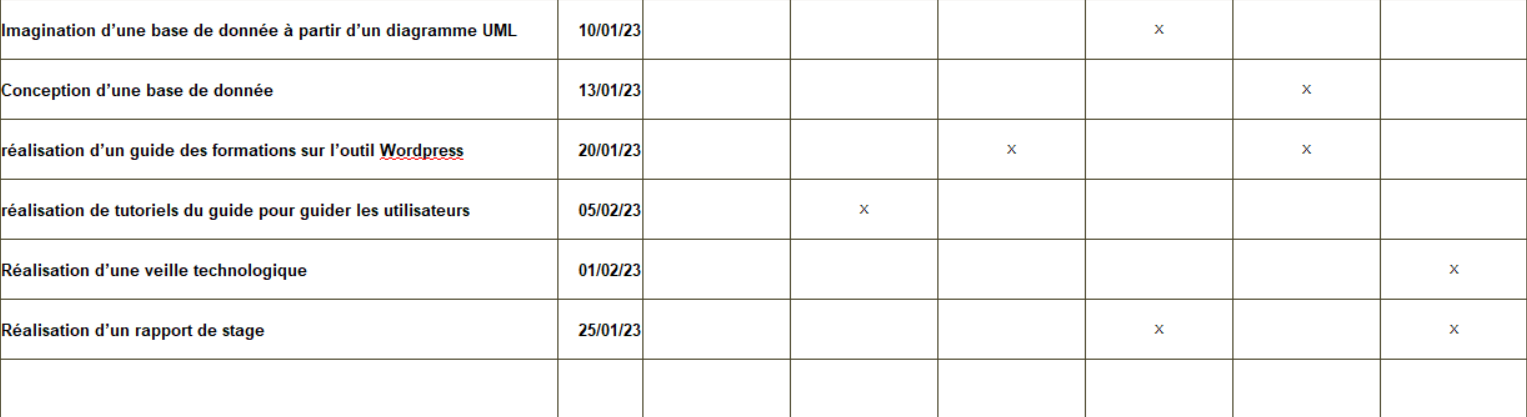 Imagination d’une base de donnée à partir d’un diagramme UML 10/01/23 x
Conception d’une base de donnée 13/01/23 x
réalisation d’un guide des formations sur l’outil Wordpress 20/01/23 x x
réalisation de tutoriels du guide pour guider les utilisateurs 05/02/23 x
Réalisation d’une veille technologique 01/02/23 x
Réalisation d’un rapport de stage 25/01/23 x x